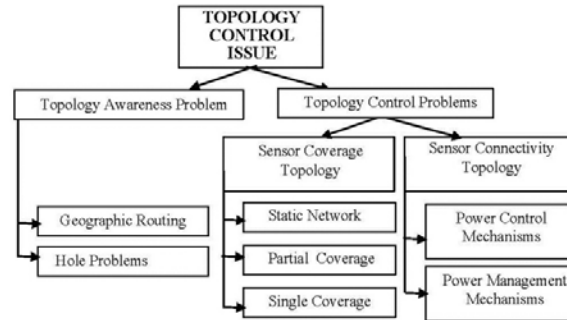 TOPOLOGY
CONTROL
ISSUE
Topology Awareness Problem
Topology Control Problems
Sensor Coverage
Topology
Sensor Connectivity
Topology
Geographic Routing
Hole Problems
Static Network
Partial Coverage
Single Coverage
Power Control
Mechanisms
Power Management
Mechanisms